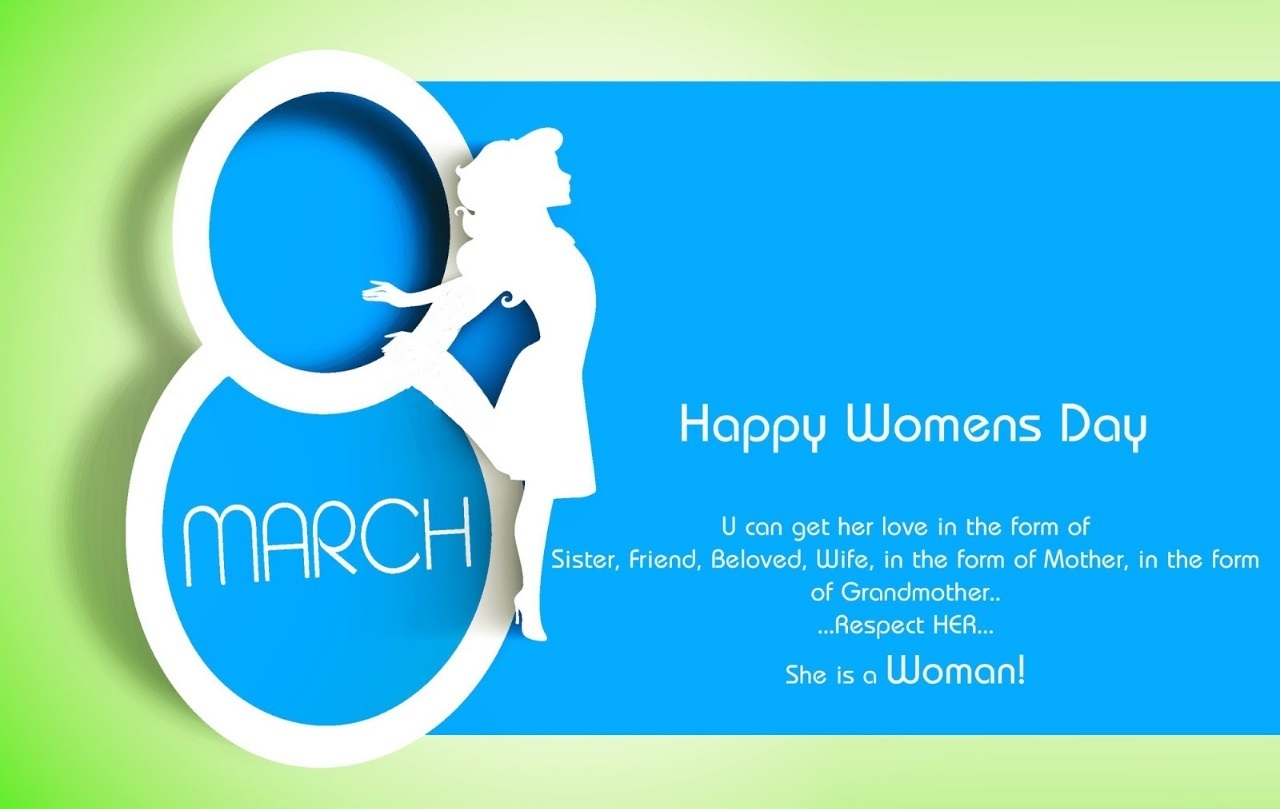 8
MARCH
Happy Womens Day
U can get her love in the form of
Sister, Friend, Beloved, Wife, in the form of Mother, in the form
of Grandmother..
...Respect HER...
She is a Woman!